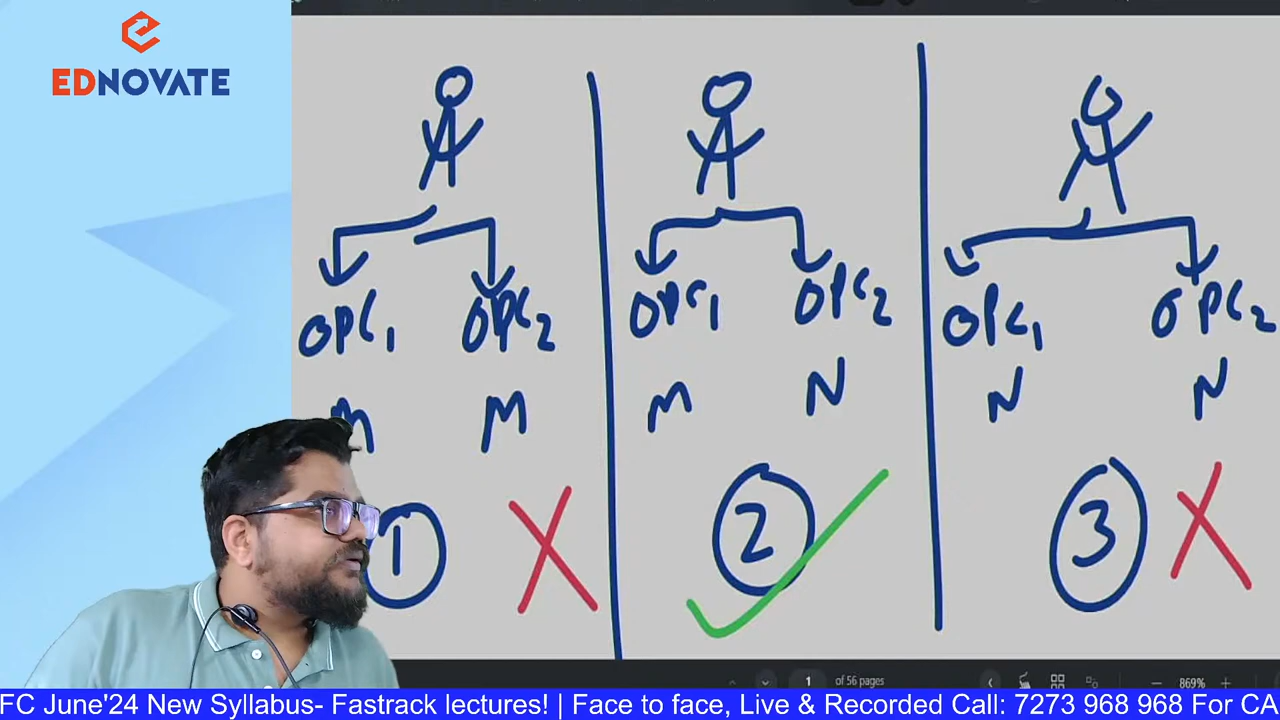 EDNOVATE
OPC1 OPC2 OPC1 OPC2 OPC1 OPC2
M M M N N N
1 X 2 3 X
1 of 56 pages 869%
FC June'24 New Syllabus- Fastrack lectures! | Face to face, Live & Recorded Call: 7273 968 968 For CA